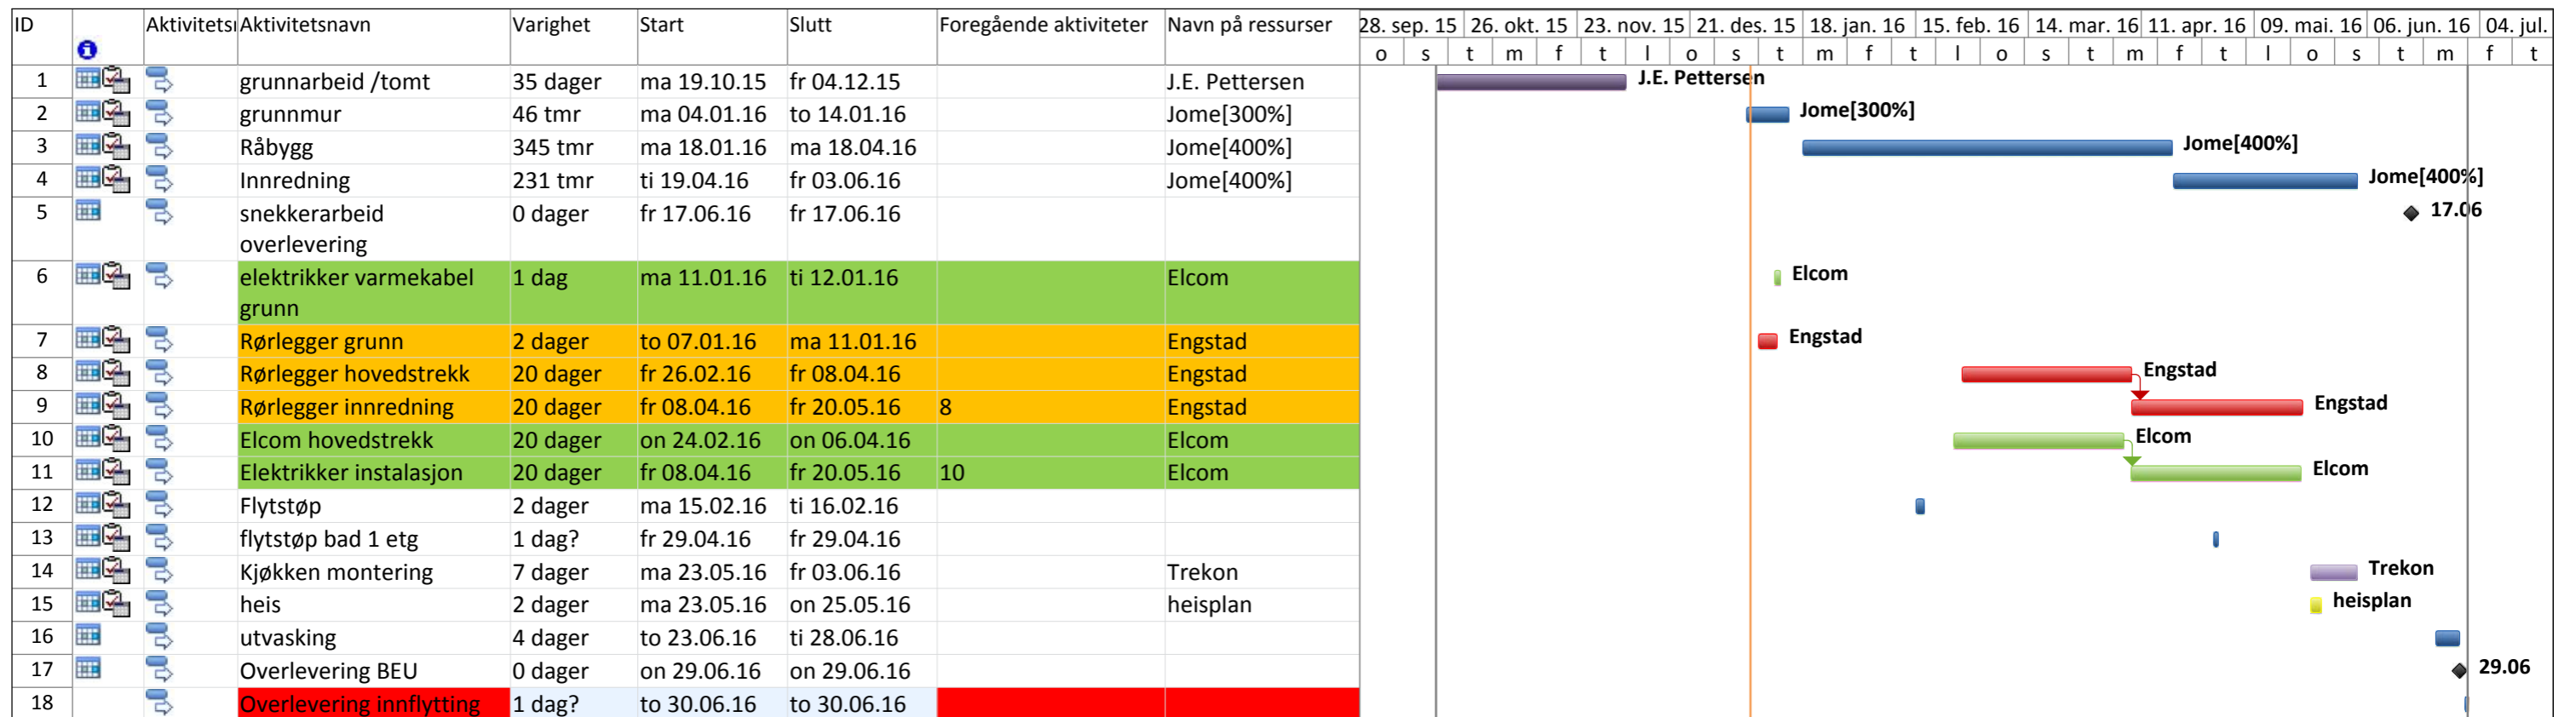 ID Aktivitetsı Aktivitetsnavn Varighet Start Slutt Foregående aktiviteter Navn på ressurser 28. sep. 15 26. okt. 15 23. nov. 15 21. des. 15 18. jan. 16 15. feb. 16 14. mar. 16 11. apr. 16 09. mai. 16 06. jun. 16 04. jul.
o s t m f t l o s t m f t l o s t m f t l o s t m f t
1 grunnarbeid /tomt 35 dager ma 19.10.15 fr 04.12.15 J.E. Pettersen J.E. Pettersen
2 grunnmur 46 tmr ma 04.01.16 to 14.01.16 Jome[300%] Jome[300%]
3 Råbygg 345 tmr ma 18.01.16 ma 18.04.16 Jome[400%] Jome[400%]
4 Innredning 231 tmr ti 19.04.16 fr 03.06.16 Jome[400%] Jome[400%]
5 snekkerarbeid 0 dager fr 17.06.16 fr 17.06.16 17.06
overlevering
6 elektrikker varmekabel 1 dag ma 11.01.16 ti 12.01.16 Elcom Elcom
grunn
7 Rørlegger grunn 2 dager to 07.01.16 ma 11.01.16 Engstad Engstad
8 Rørlegger hovedstrekk 20 dager fr 26.02.16 fr 08.04.16 Engstad Engstad
9 Rørlegger innredning 20 dager fr 08.04.16 fr 20.05.16 8 Engstad Engstad
10 Elcom hovedstrekk 20 dager on 24.02.16 on 06.04.16 Elcom Elcom
11 Elektrikker instalasjon 20 dager fr 08.04.16 fr 20.05.16 10 Elcom Elcom
12 Flytstøp 2 dager ma 15.02.16 ti 16.02.16
13 flytstøp bad 1 etg 1 dag? fr 29.04.16 fr 29.04.16
14 Kjøkken montering 7 dager ma 23.05.16 fr 03.06.16 Trekon Trekon
15 heis 2 dager ma 23.05.16 on 25.05.16 heisplan heisplan
16 utvasking 4 dager to 23.06.16 ti 28.06.16
17 Overlevering BEU 0 dager on 29.06.16 on 29.06.16 29.06
18 Overlevering innflytting 1 dag? to 30.06.16 to 30.06.16